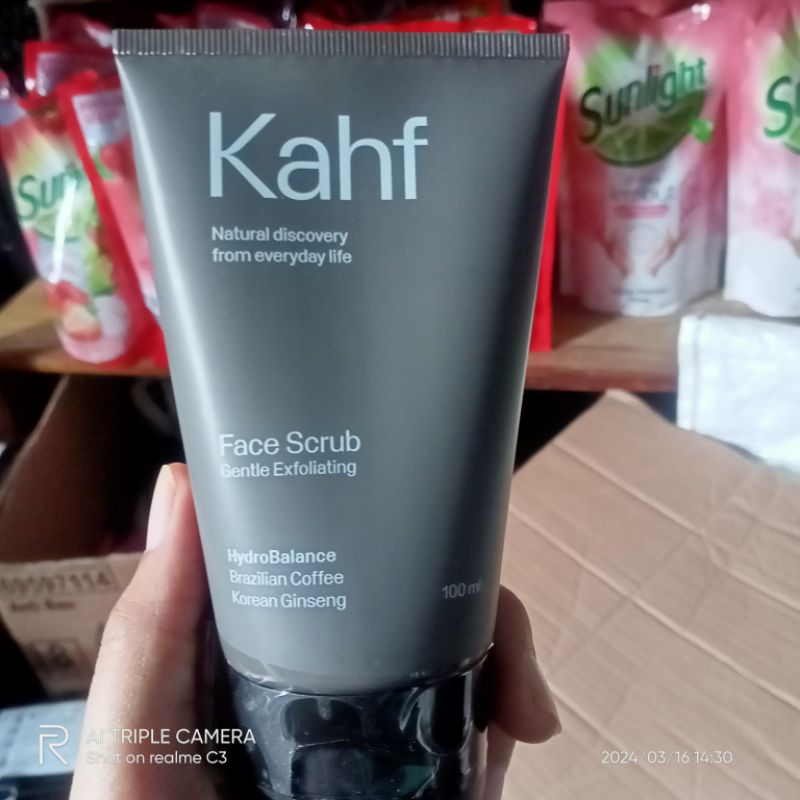 Kahf
Natural discovery
from everyday life
Face Scrub
Gentle Exfoliating
HydroBalance
Brazilian Coffee
Korean Ginseng
100 ml
Sunlight
Sun
S
AI TRIPLE CAMERA
Shot on realme C3
2024/03/16 14:30